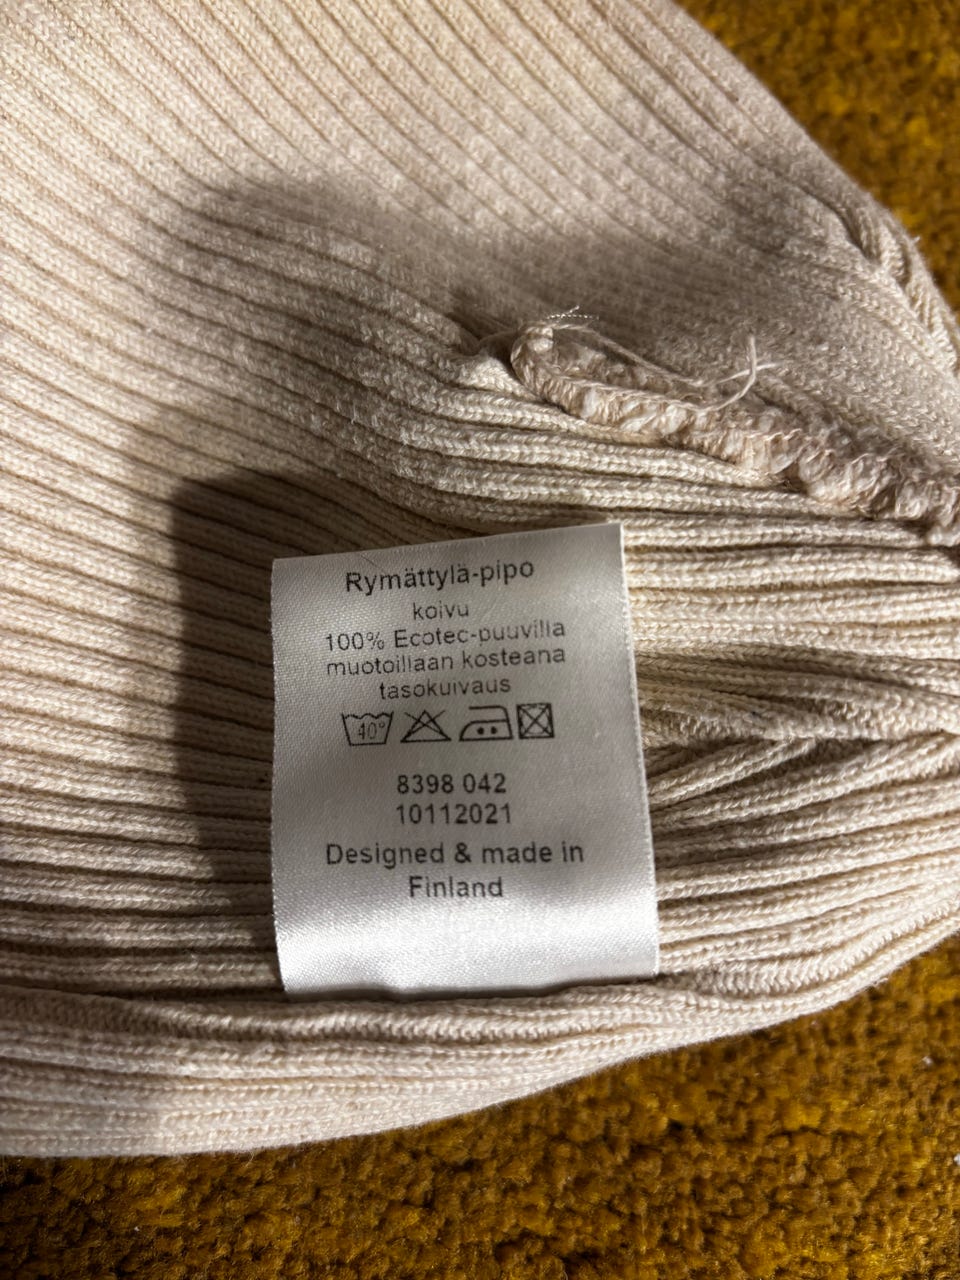 Rymättylä-pipo
koivu
100% Ecotec-puuvilla
muotoillaan kosteana
tasokuivaus
40°
8398 042
10112021
Designed & made in
Finland